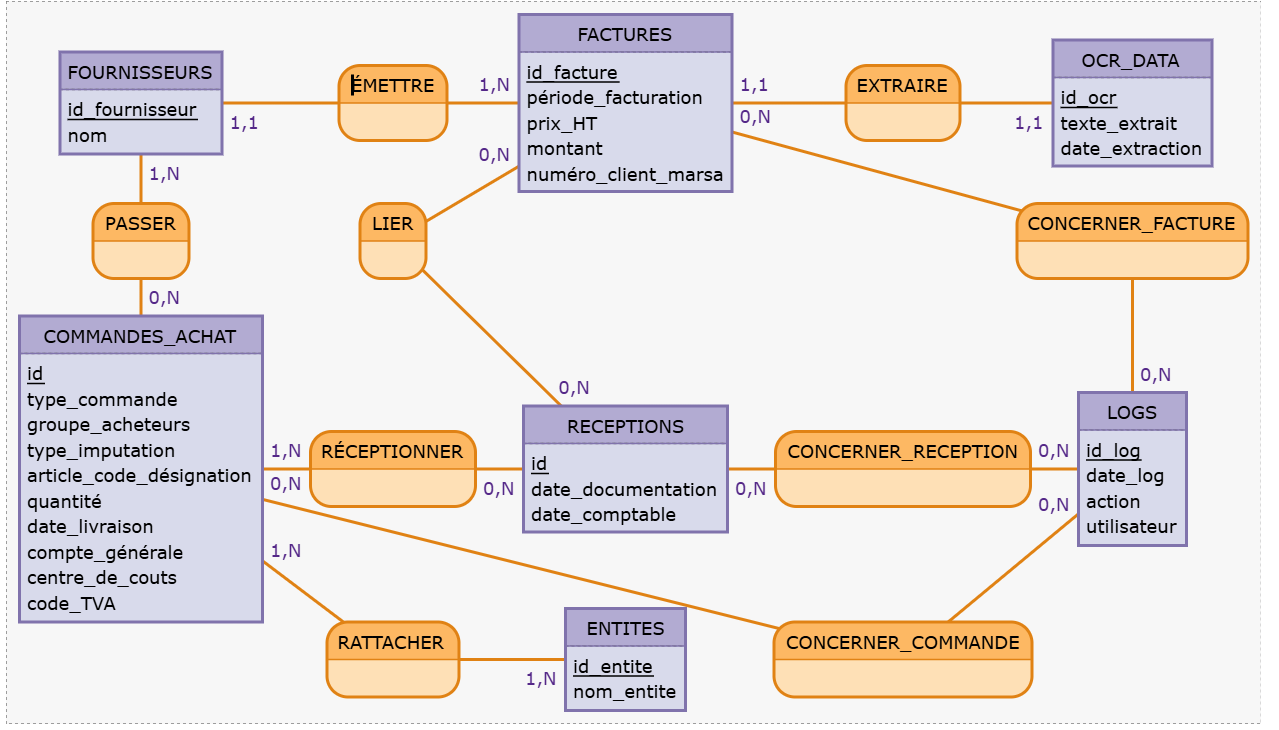 FOURNISSEURS
id_fournisseur
nom
1,1
ÉMETTRE
1,N
FACTURES
id_facture
période_facturation
prix_HT
montant
numéro_client_marsa
1,1
0,N
EXTRAIRE
1,1
OCR_DATA
id_ocr
texte_extrait
date_extraction
1,N
PASSER
0,N
0,N
LIER
0,N
CONCERNER_FACTURE
0,N
COMMANDES_ACHAT
id
type_commande
groupe_acheteurs
type_imputation
article_code_désignation
quantité
date_livraison
compte_générale
centre_de_couts
code_TVA
1,N
0,N
1,N
RÉCEPTIONNER
0,N
RECEPTIONS
id
date_documentation
date_comptable
0,N
CONCERNER_RECEPTION
0,N
0,N
LOGS
id_log
date_log
action
utilisateur
RATTACHER
1,N
ENTITES
id_entite
nom_entite
CONCERNER_COMMANDE